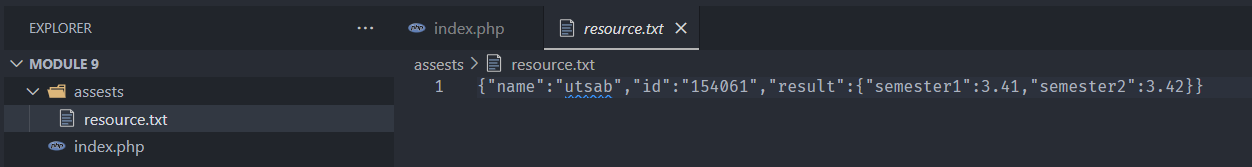 EXPLORER ...
index.php
resource.txt
MODULE 9
assests
resource.txt
index.php
assests > resource.txt
1 {"name":"utsab","id":"154061","result":{"semester1":3.41,"semester2":3.42}}